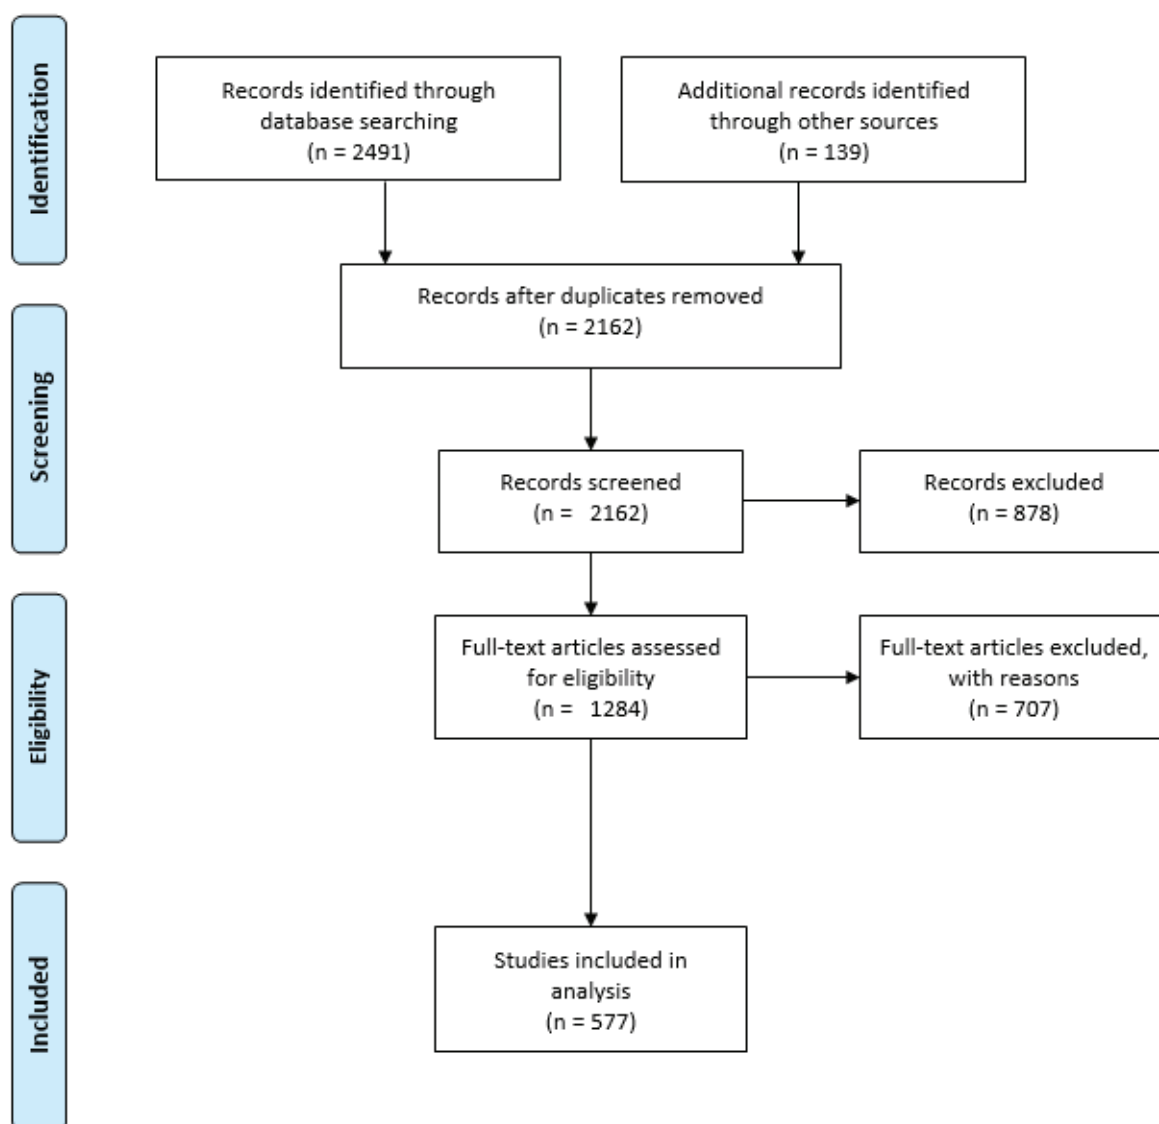 Identification
Records identified through
database searching
(n = 2491)
Additional records identified
through other sources
(n = 139)
Records after duplicates removed
(n = 2162)
Screening
Records screened
(n =   2162)
Records excluded
(n = 878)
Eligibility
Full-text articles assessed
for eligibility
(n =   1284)
Full-text articles excluded,
with reasons
(n = 707)
Included
Studies included in
analysis
(n = 577)